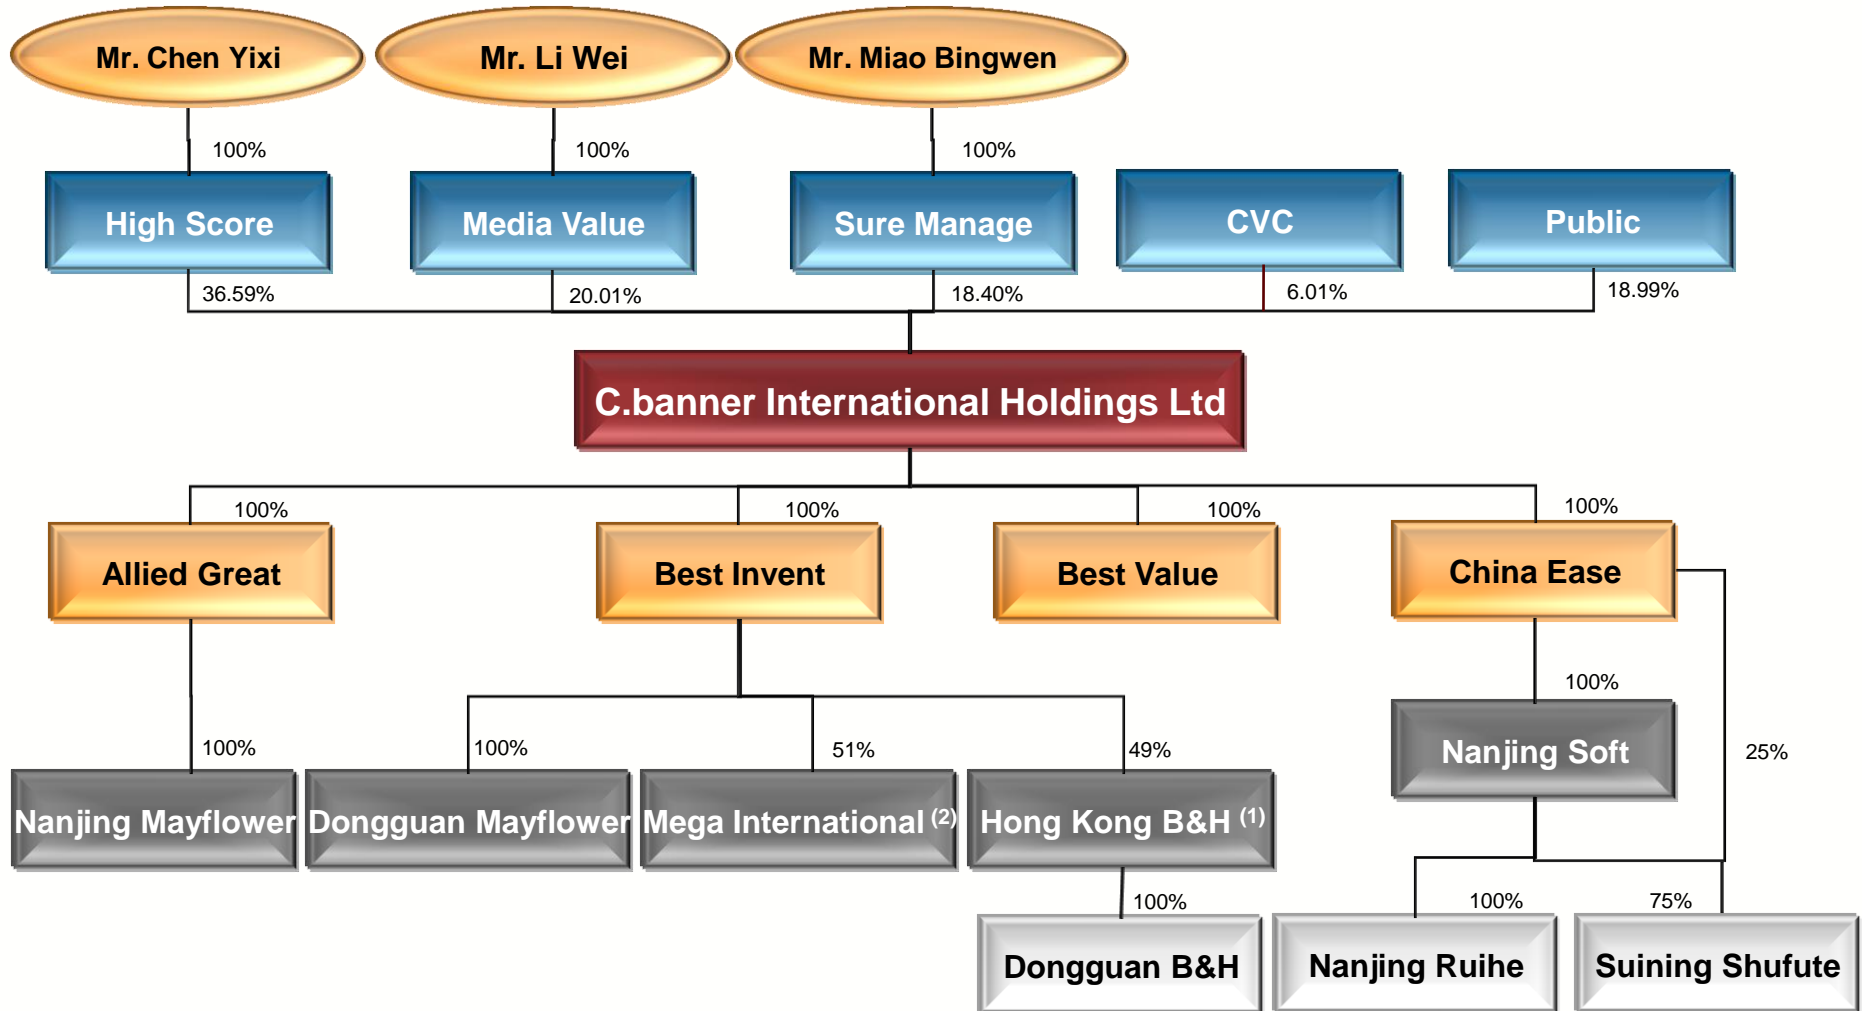 Mr. Chen Yixi
Mr. Li Wei
Mr. Miao Bingwen
100%
100%
100%
High Score
Media Value
Sure Manage
CVC
Public
36.59%
20.01%
18.40%
6.01%
18.99%
C.banner International Holdings Ltd
100%
100%
100%
100%
Allied Great
Best Invent
Best Value
China Ease
100%
100%
100%
51%
49%
25%
Nanjing Soft
Nanjing Mayflower
Dongguan Mayflower
Mega International (2)
Hong Kong B&H (1)
100%
100%
75%
Dongguan B&H
Nanjing Ruihe
Suining Shufute